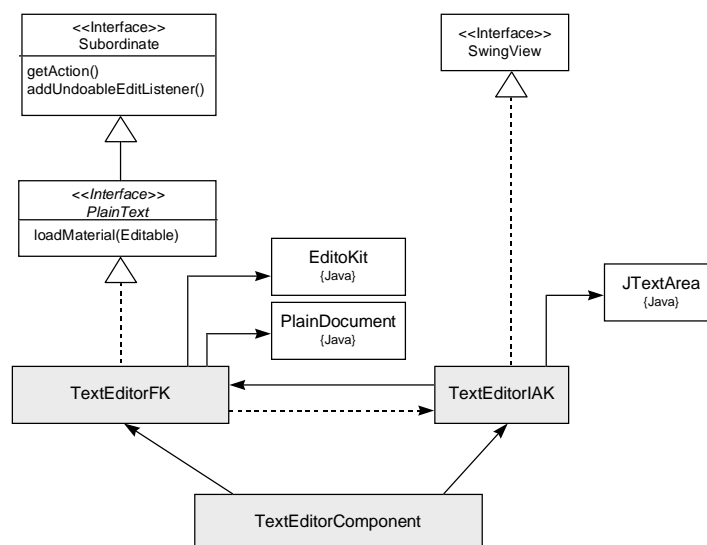 <<Interface>>
Subordinate
getAction()
addUndoableEditListener()
<<Interface>>
SwingView
<<Interface>>
PlainText
loadMaterial(Editable)
EditoKit
{Java}
PlainDocument
{Java}
JTextArea
{Java}
TextEditorFK
TextEditorIAK
TextEditorComponent